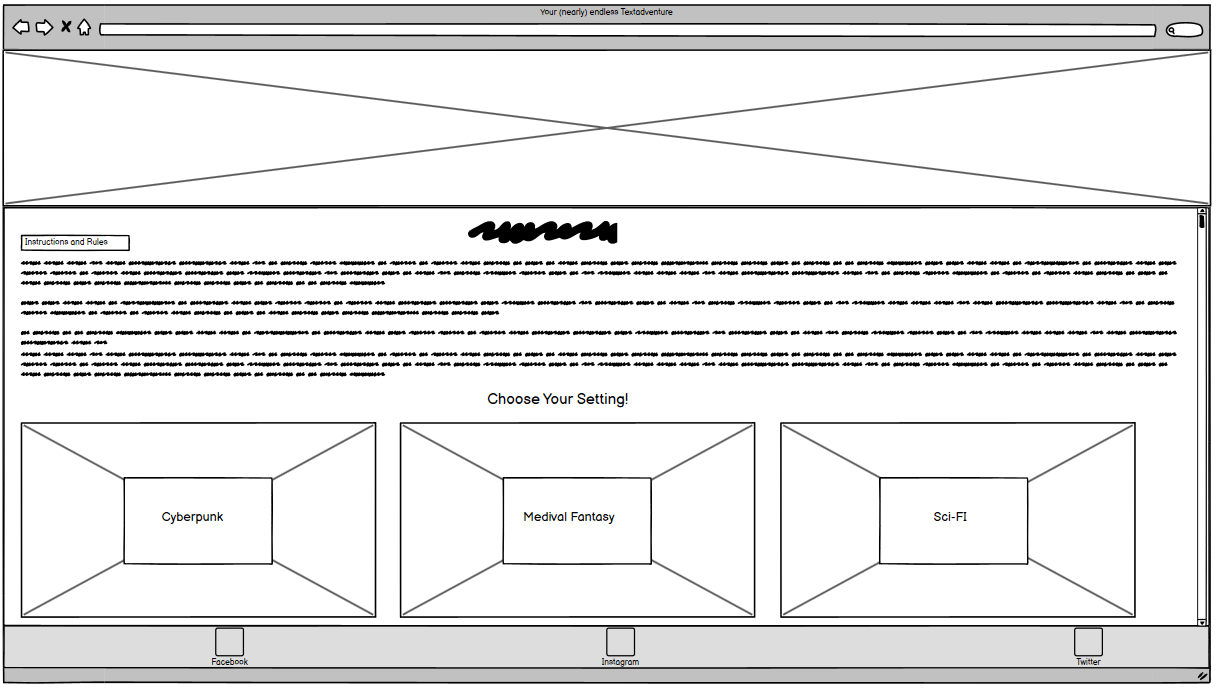 Your (nearly) endless Textadventure
Instructions and Rules
Choose Your Setting!
Cyberpunk
Medival Fantasy
Sci-FI
Facebook
Instagram
Twitter